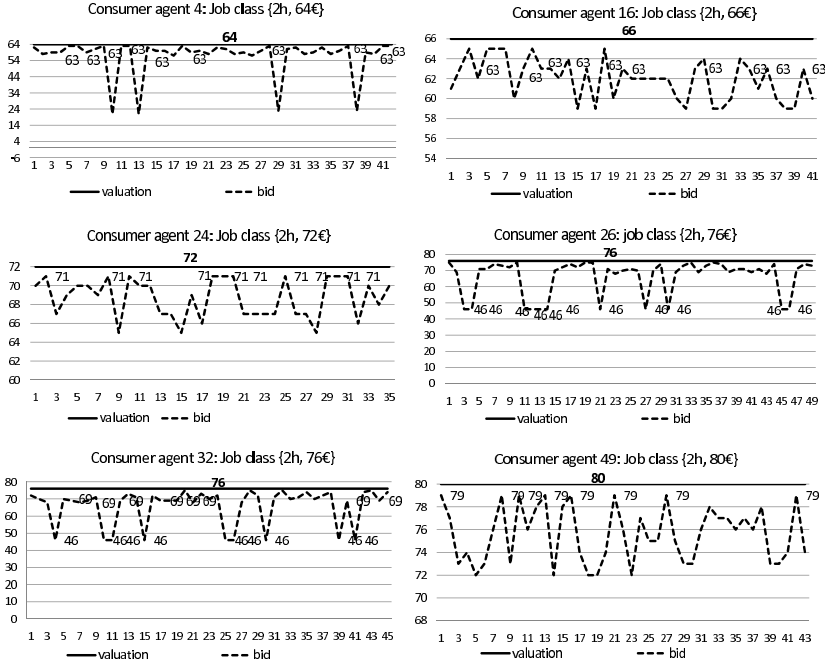 Consumer agent 4: Job class {2h, 64€}
64
64
54
44
34
24
14
4
-6
63 63 63 63 63 63 63 63 63 63
1 3 5 7 9 11 13 15 17 19 21 23 25 27 29 31 33 35 37 39 41
valuation bid
Consumer agent 16: Job class {2h, 66€}
66
66
64
62
60
58
56
54
63 63 63 63 63 63 63 63 63
1 3 5 7 9 11 13 15 17 19 21 23 25 27 29 31 33 35 37 39 41
valuation bid
Consumer agent 24: Job class {2h, 72€}
72
72
70
68
66
64
62
60
71 71 71 71 71 71 71 71 71 71
1 3 5 7 9 11 13 15 17 19 21 23 25 27 29 31 33 35
valuation bid
Consumer agent 26: job class {2h, 76€}
76
80
70
60
50
40
30
20
10
0
46 46 46 46 46 46 46 46 46 46 46
1 3 5 7 9 11 13 15 17 19 21 23 25 27 29 31 33 35 37 39 41 43 45 47 49
valuation bid
Consumer agent 32: Job class {2h, 76€}
76
80
70
60
50
40
30
20
10
0
69 69 69 69 69 69 69 69
46 46 46 46 46 46 46 46 46
1 3 5 7 9 11 13 15 17 19 21 23 25 27 29 31 33 35 37 39 41 43 45
valuation bid
Consumer agent 49: Job class {2h, 80€}
80
80
78
76
74
72
70
68
79 79 79 79 79 79 79
1 3 5 7 9 11 13 15 17 19 21 23 25 27 29 31 33 35 37 39 41 43
valuation bid